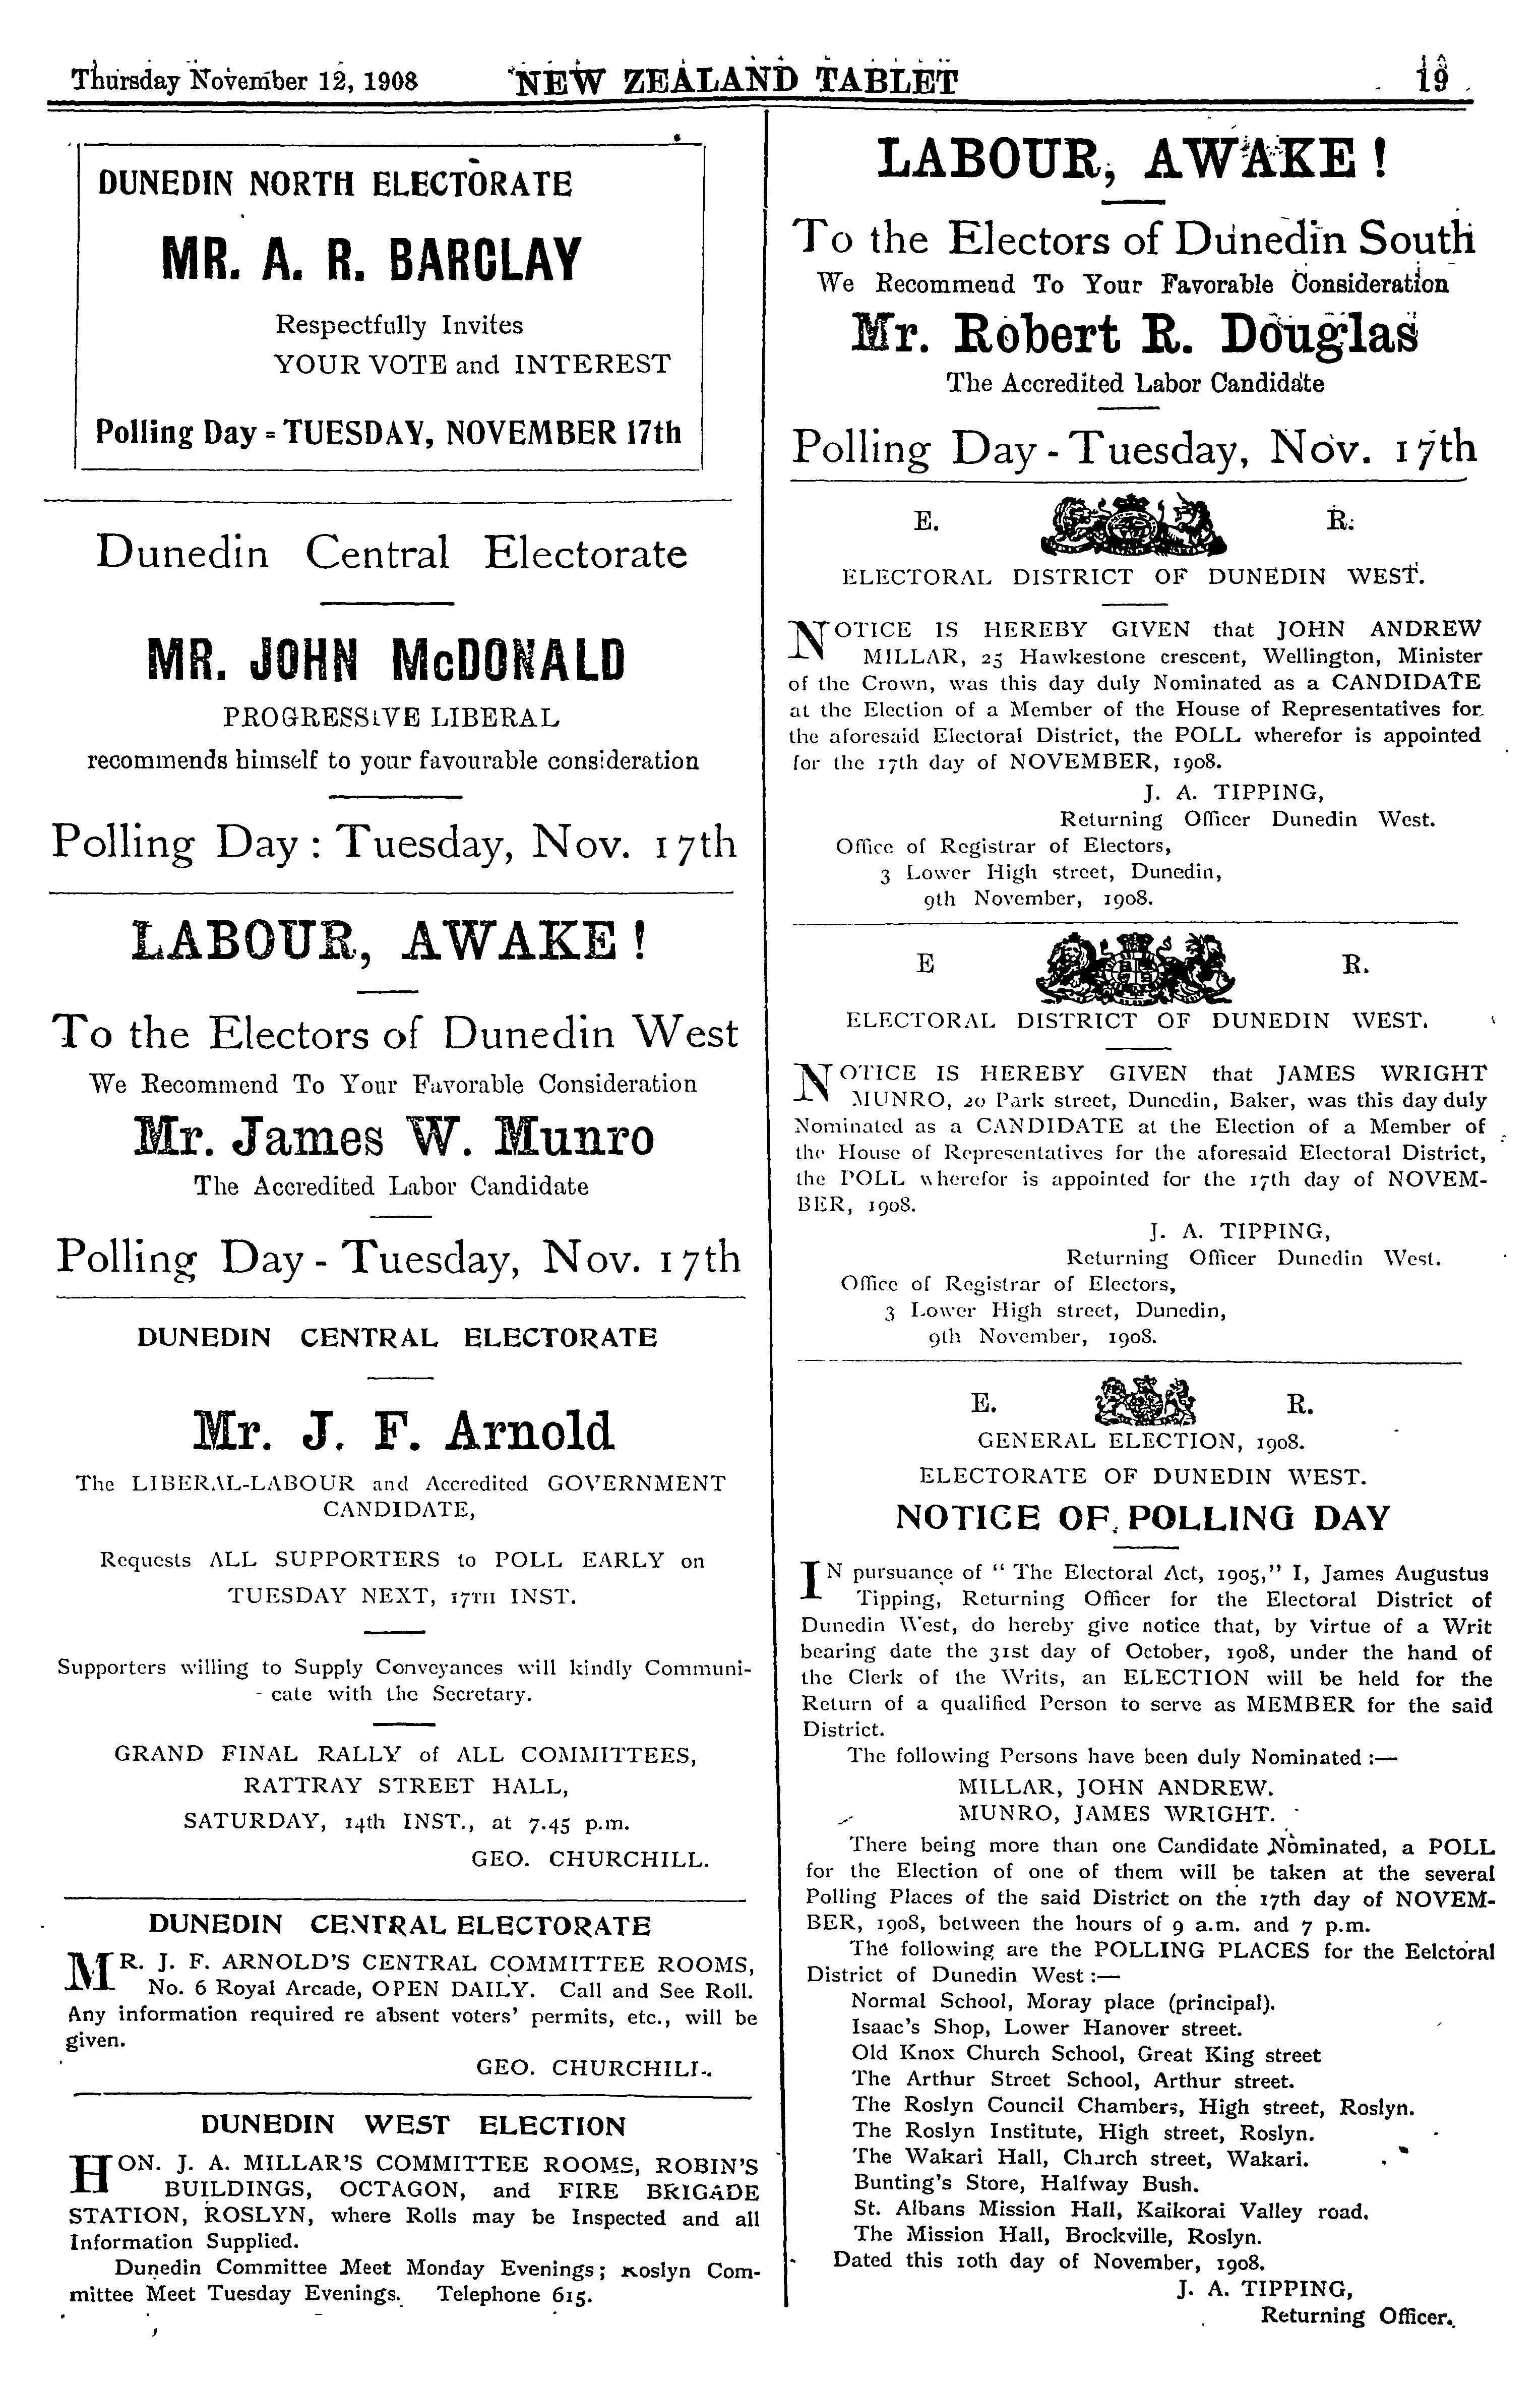 Thursday November 12, 1908
NEW ZEALAND TABLET
19
DUNEDIN NORTH ELECTORATE
MR. A. R. BARCLAY
Respectfully Invites
YOUR VOTE and INTEREST
Polling Day = TUESDAY, NOVEMBER 17th
Dunedin Central Electorate
MR. JOHN McDONALD
PROGRESSIVE LIBERAL
recommends himself to your favourable consideration
Polling Day : Tuesday, Nov. 17th
LABOUR, AWAKE!
To the Electors of Dunedin West
We Recommend To Your Favorable Consideration
Mr. James W. Munro
The Accredited Labor Candidate
Polling Day - Tuesday, Nov. 17th
DUNEDIN CENTRAL ELECTORATE
Mr. J. F. Arnold
The LIBERAL-LABOUR and Accredited GOVERNMENT
CANDIDATE,
Requests ALL SUPPORTERS to POLL EARLY on
TUESDAY NEXT, 17TH INST.
Supporters willing to Supply Conveyances will kindly Communi-
cate with the Secretary.
GRAND FINAL RALLY of ALL COMMITTEES,
RATTRAY STREET HALL,
SATURDAY, 14th INST., at 7.45 p.m.
GEO. CHURCHILL.
DUNEDIN CENTRAL ELECTORATE
MR. J. F. ARNOLD'S CENTRAL COMMITTEE ROOMS,
No. 6 Royal Arcade, OPEN DAILY. Call and See Roll.
Any information required re absent voters' permits, etc., will be
given.
GEO. CHURCHILL.
DUNEDIN WEST ELECTION
HON. J. A. MILLAR'S COMMITTEE ROOMS, ROBIN'S
BUILDINGS, OCTAGON, and FIRE BRIGADE
STATION, ROSLYN, where Rolls may be Inspected and all
Information Supplied.
Dunedin Committee Meet Monday Evenings; Roslyn Com-
mittee Meet Tuesday Evenings. Telephone 615.
LABOUR, AWAKE!
To the Electors of Dunedin South
We Recommend To Your Favorable Consideration
Mr. Robert R. Douglas
The Accredited Labor Candidate
Polling Day - Tuesday, Nov. 17th
E. R.
ELECTORAL DISTRICT OF DUNEDIN WEST.
NOTICE IS HEREBY GIVEN that JOHN ANDREW
MILLAR, 25 Hawkestone crescent, Wellington, Minister
of the Crown, was this day duly Nominated as a CANDIDATE
at the Election of a Member of the House of Representatives for
the aforesaid Electoral District, the POLL wherefor is appointed
for the 17th day of NOVEMBER, 1908.
J. A. TIPPING,
Returning Officer Dunedin West.
Office of Registrar of Electors,
3 Lower High street, Dunedin,
9th November, 1908.
E R.
ELECTORAL DISTRICT OF DUNEDIN WEST.
NOTICE IS HEREBY GIVEN that JAMES WRIGHT
MUNRO, 20 Park street, Dunedin, Baker, was this day duly
Nominated as a CANDIDATE at the Election of a Member of
the House of Representatives for the aforesaid Electoral District,
the POLL wherefor is appointed for the 17th day of NOVEM-
BER, 1908.
J. A. TIPPING,
Returning Officer Dunedin West.
Office of Registrar of Electors,
3 Lower High street, Dunedin,
9th November, 1908.
E. R.
GENERAL ELECTION, 1908.
ELECTORATE OF DUNEDIN WEST.
NOTICE OF POLLING DAY
IN pursuance of " The Electoral Act, 1905," I, James Augustus
Tipping, Returning Officer for the Electoral District of
Dunedin West, do hereby give notice that, by virtue of a Writ
bearing date the 31st day of October, 1908, under the hand of
the Clerk of the Writs, an ELECTION will be held for the
Return of a qualified Person to serve as MEMBER for the said
District.
The following Persons have been duly Nominated :—
MILLAR, JOHN ANDREW.
MUNRO, JAMES WRIGHT.
There being more than one Candidate Nominated, a POLL
for the Election of one of them will be taken at the several
Polling Places of the said District on the 17th day of NOVEM-
BER, 1908, between the hours of 9 a.m. and 7 p.m.
The following are the POLLING PLACES for the Eelctoral
District of Dunedin West :—
Normal School, Moray place (principal).
Isaac's Shop, Lower Hanover street.
Old Knox Church School, Great King street
The Arthur Street School, Arthur street.
The Roslyn Council Chambers, High street, Roslyn.
The Roslyn Institute, High street, Roslyn.
The Wakari Hall, Church street, Wakari.
Bunting's Store, Halfway Bush.
St. Albans Mission Hall, Kaikorai Valley road.
The Mission Hall, Brockville, Roslyn.
Dated this 10th day of November, 1908.
J. A. TIPPING,
Returning Officer.